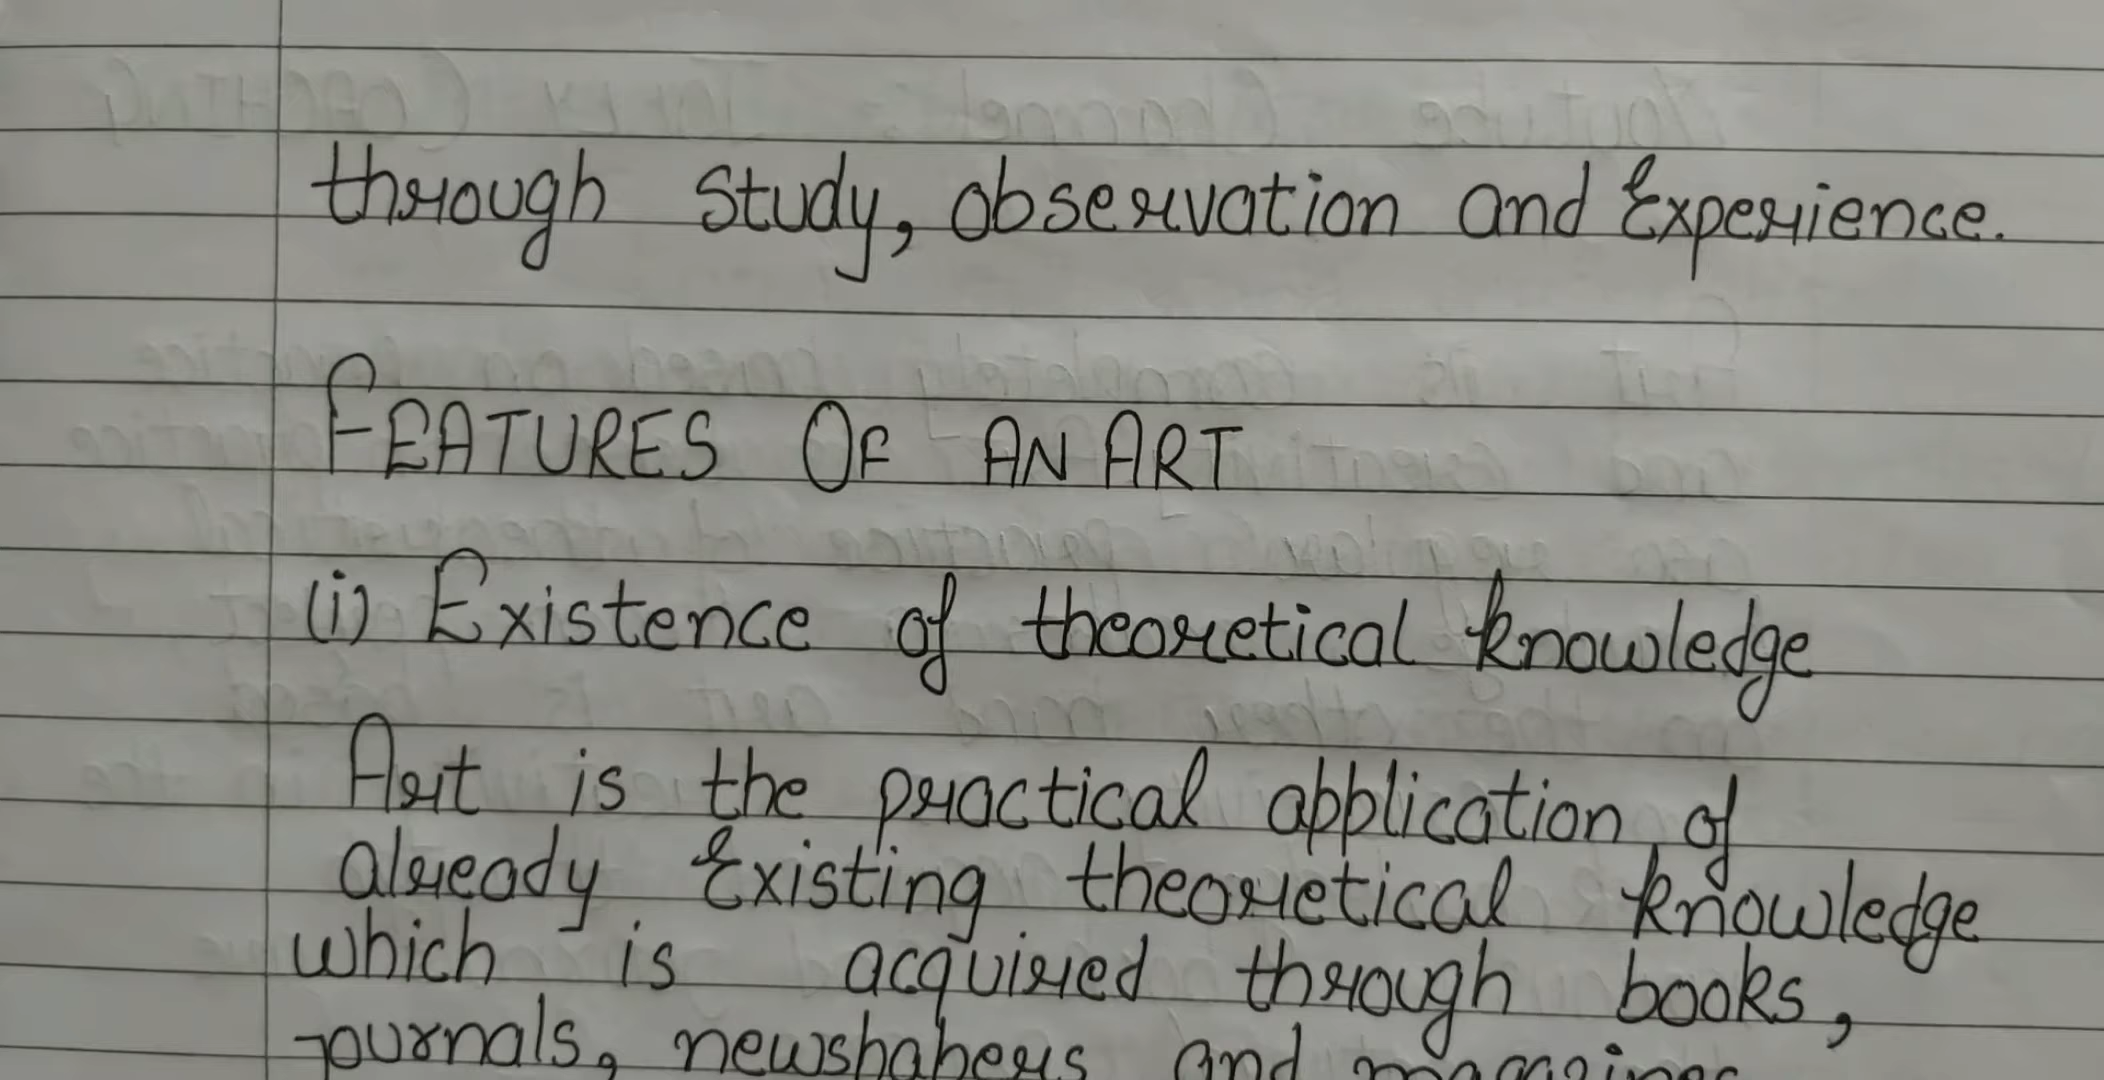 through study, observation and Experience.
FEATURES OF AN ART
(i) Existence of theoretical knowledge
Art is the practical application of
already Existing theoretical knowledge
which is acquired through books,
journals, newspapers and magazines